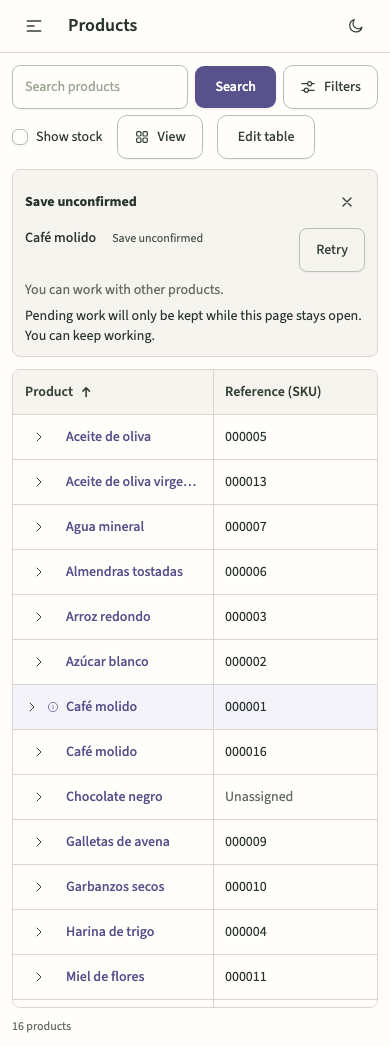 Products
Search products
Search
Filters
Show stock
View
Edit table
Save unconfirmed
Café molido Save unconfirmed
Retry
You can work with other products.
Pending work will only be kept while this page stays open.
You can keep working.
Product ↑ Reference (SKU)
Aceite de oliva 000005
Aceite de oliva virge... 000013
Agua mineral 000007
Almendras tostadas 000006
Arroz redondo 000003
Azúcar blanco 000002
Café molido 000001
Café molido 000016
Chocolate negro Unassigned
Galletas de avena 000009
Garbanzos secos 000010
Harina de trigo 000004
Miel de flores 000011
16 products